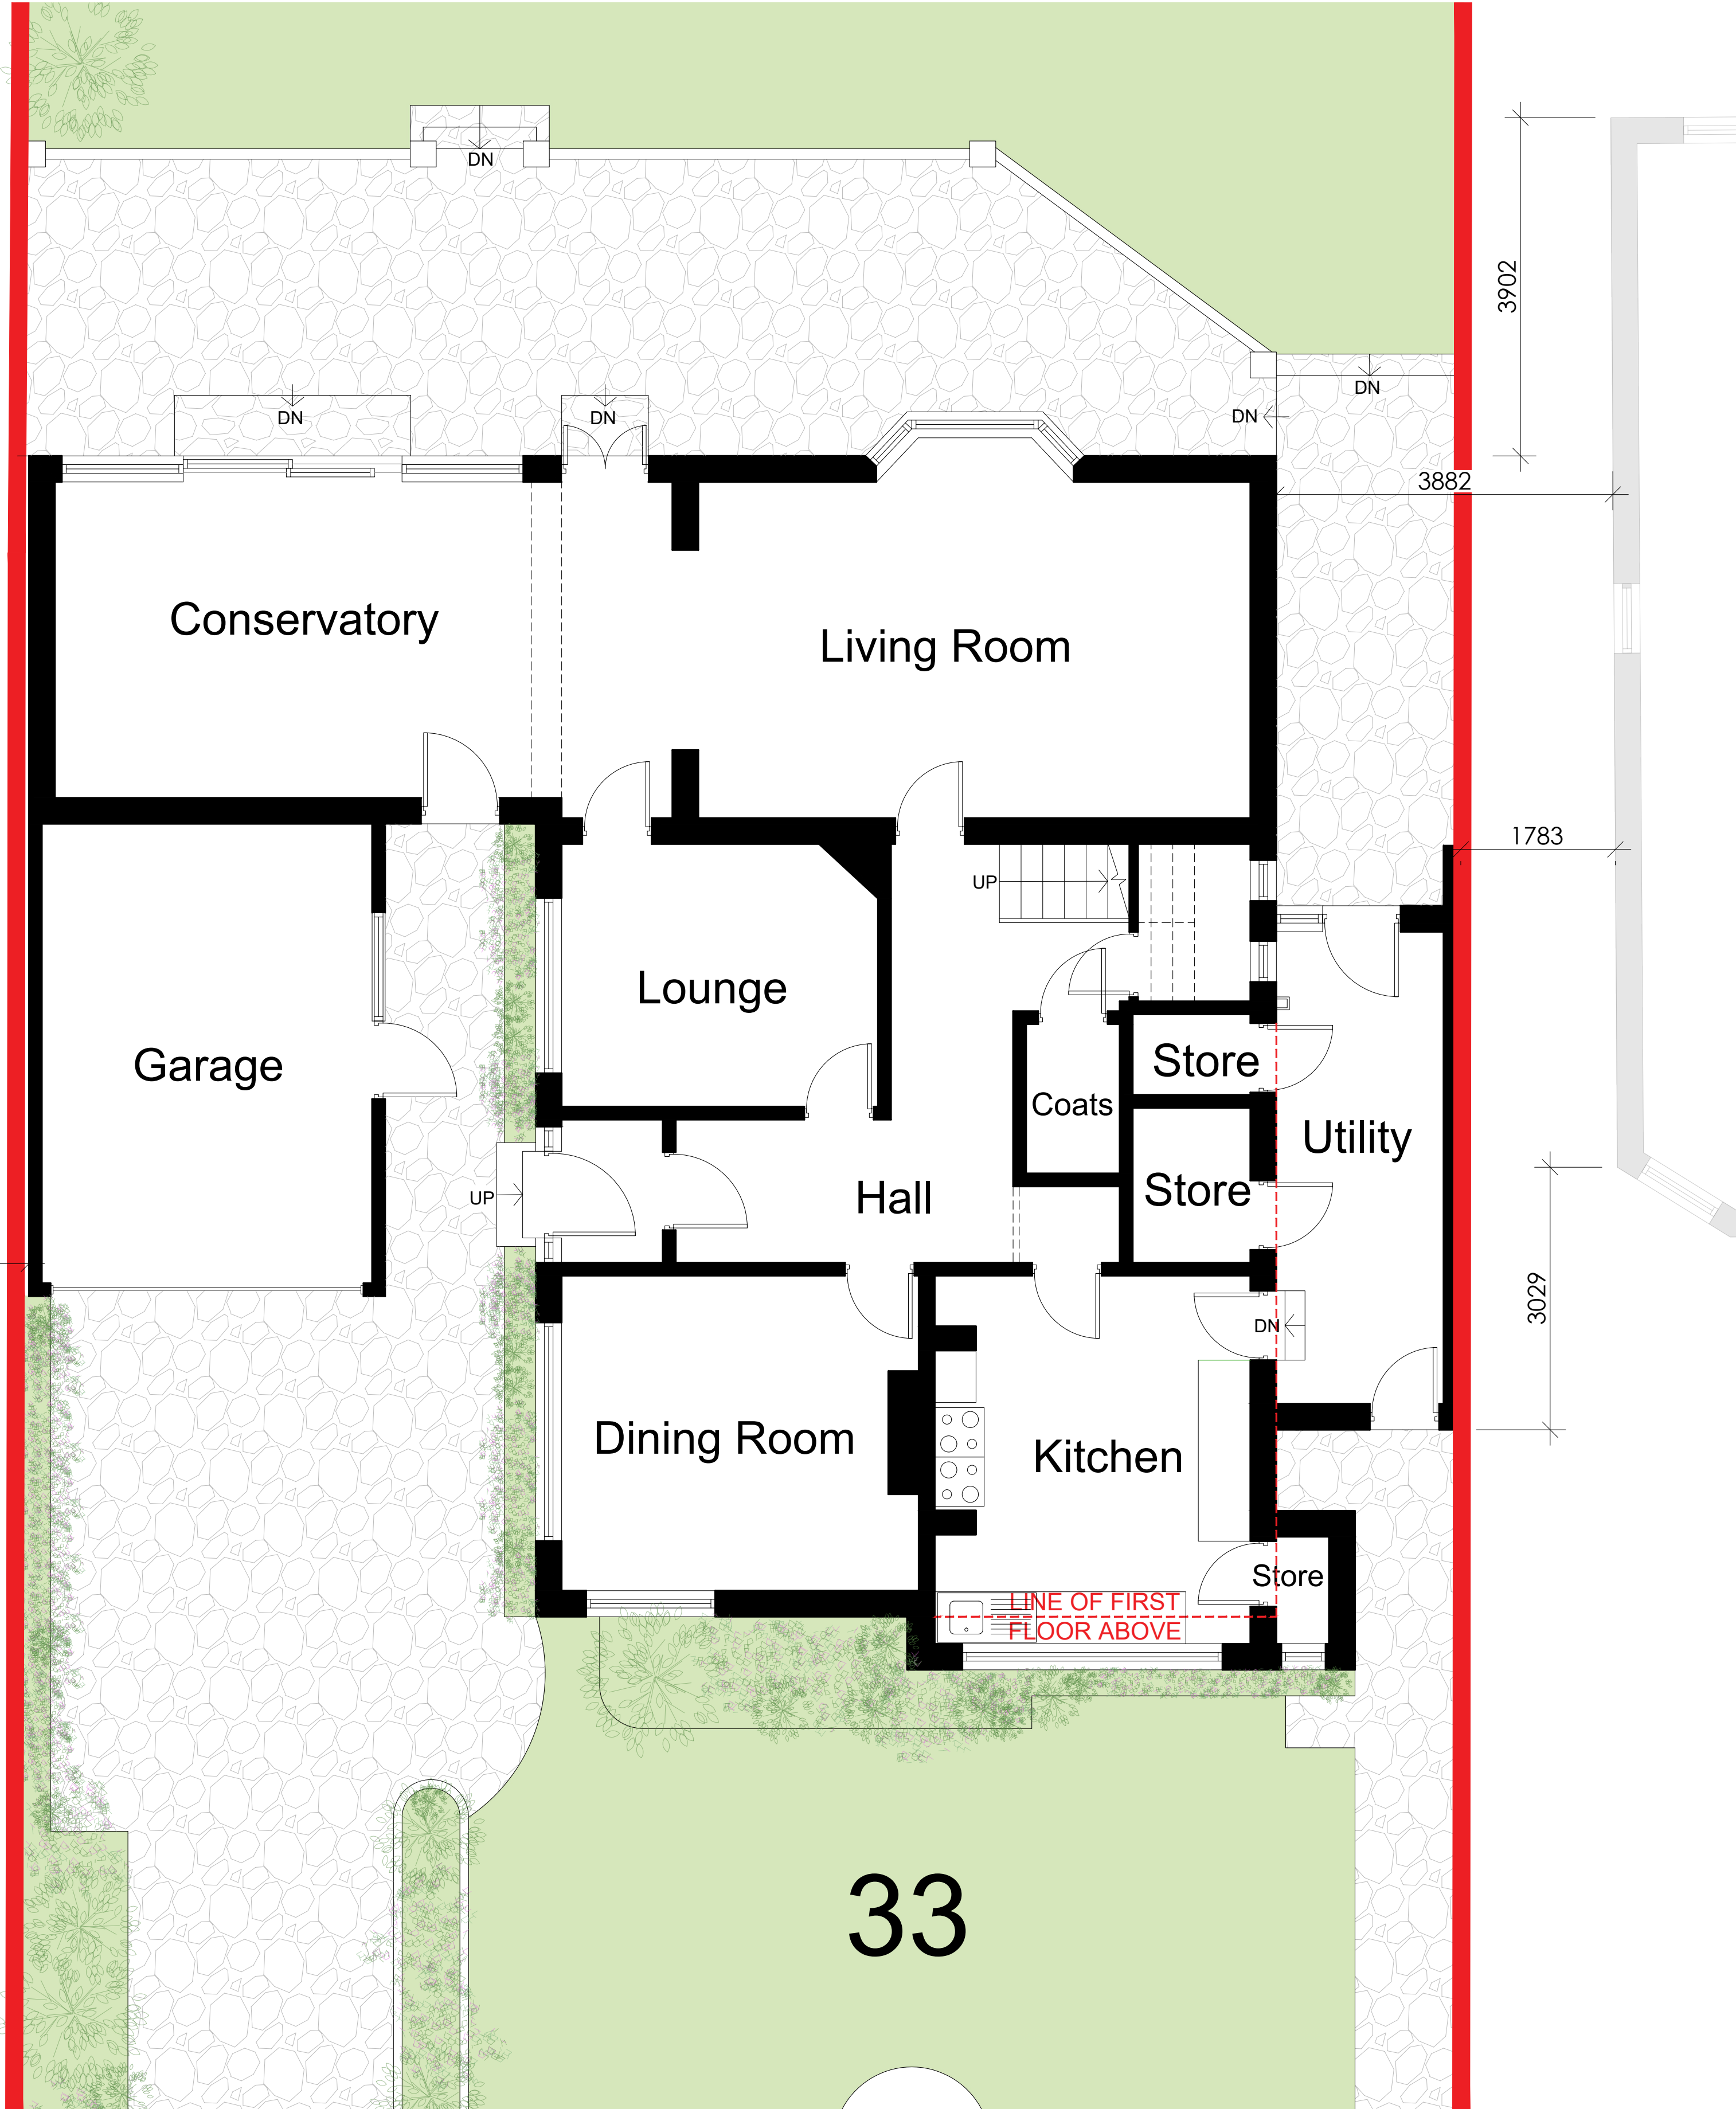 DN
3902
DN
DN
DN
DN
3882
Conservatory
Living Room
1783
UP
Lounge
Garage
Store
Coats
Utility
Store
UP
Hall
3029
DN
Dining Room
Kitchen
Store
LINE OF FIRST
FLOOR ABOVE
33